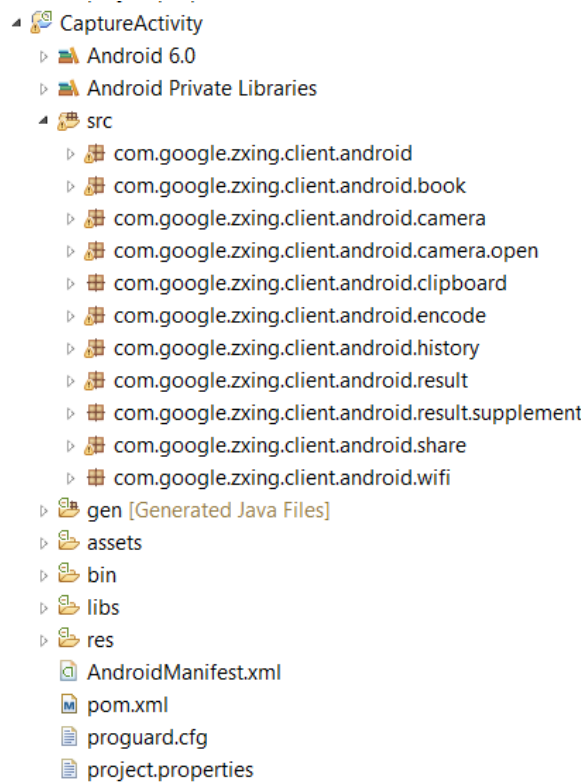 CaptureActivity
Android 6.0
Android Private Libraries
src
com.google.zxing.client.android
com.google.zxing.client.android.book
com.google.zxing.client.android.camera
com.google.zxing.client.android.camera.open
com.google.zxing.client.android.clipboard
com.google.zxing.client.android.encode
com.google.zxing.client.android.history
com.google.zxing.client.android.result
com.google.zxing.client.android.result.supplement
com.google.zxing.client.android.share
com.google.zxing.client.android.wifi
gen [Generated Java Files]
assets
bin
libs
res
AndroidManifest.xml
pom.xml
proguard.cfg
project.properties